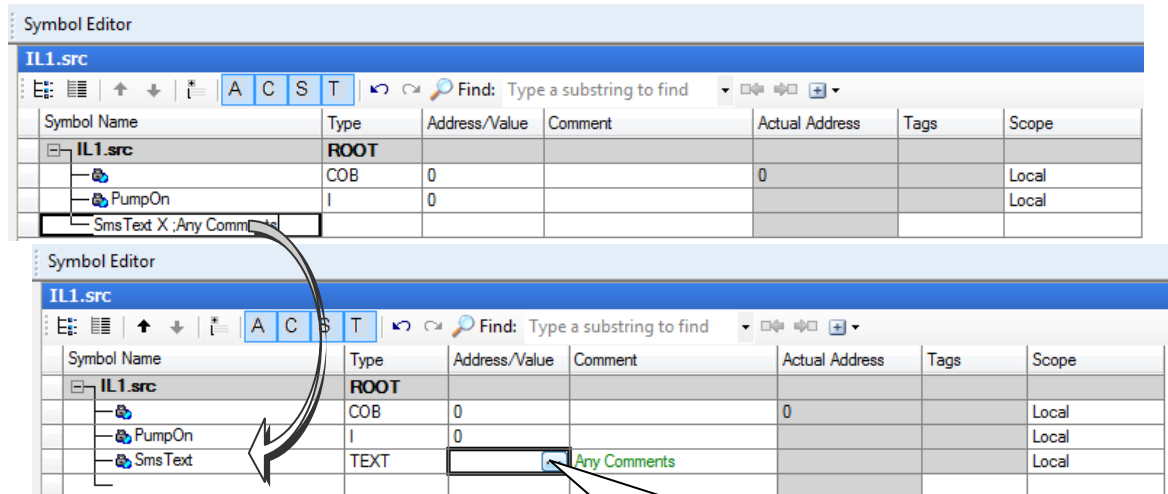 Symbol Editor
IL1.src
A C S T Find: Type a substring to find
Symbol Name Type Address/Value Comment Actual Address Tags Scope
IL1.src ROOT
COB 0 0 Local
PumpOn I 0 Local
SmsText X ;Any Comments
Symbol Editor
IL1.src
A C S T Find: Type a substring to find
Symbol Name Type Address/Value Comment Actual Address Tags Scope
IL1.src ROOT
COB 0 0 Local
PumpOn I 0 Local
SmsText TEXT ... Any Comments Local